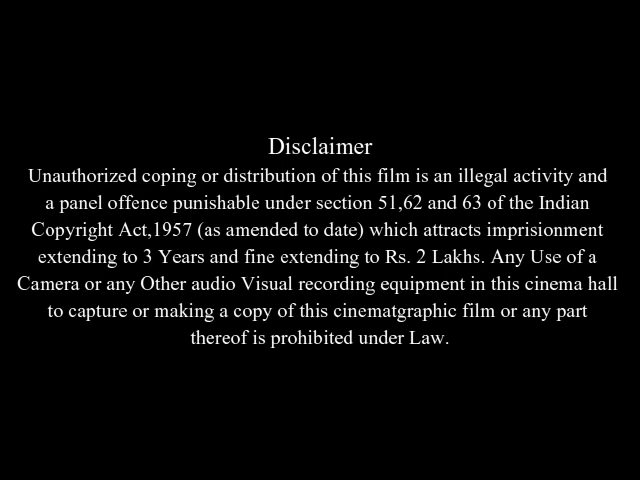 Disclaimer
Unauthorized coping or distribution of this film is an illegal activity and
a panel offence punishable under section 51,62 and 63 of the Indian
Copyright Act,1957 (as amended to date) which attracts imprisionment
extending to 3 Years and fine extending to Rs. 2 Lakhs. Any Use of a
Camera or any Other audio Visual recording equipment in this cinema hall
to capture or making a copy of this cinematgraphic film or any part
thereof is prohibited under Law.